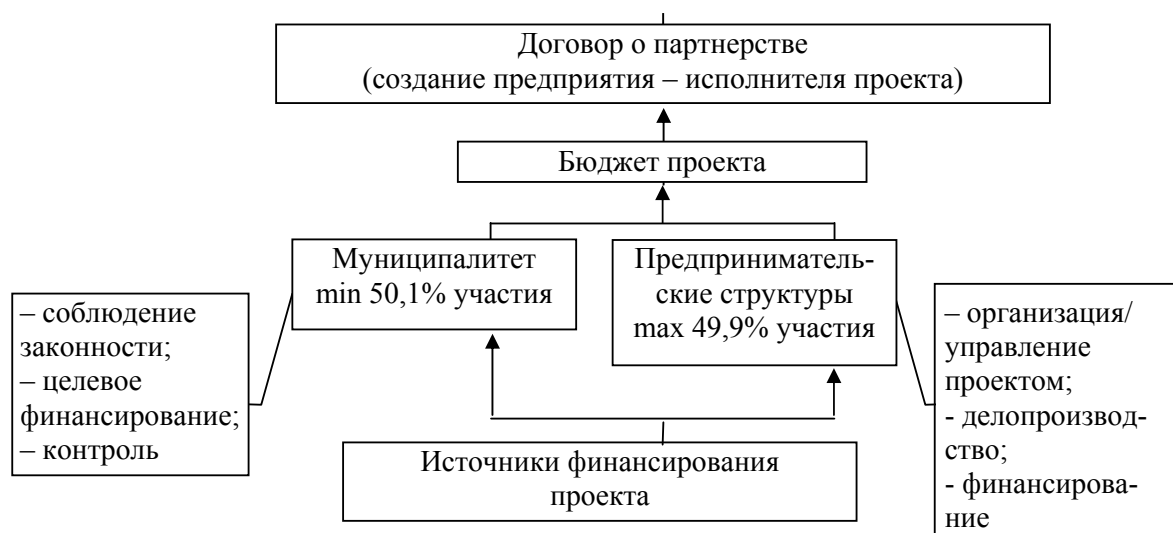 Договор о партнерстве
(создание предприятия – исполнителя проекта)
Бюджет проекта
Муниципалитет
min 50,1% участия
Предприниматель-
ские структуры
max 49,9% участия
– соблюдение
законности;
– целевое
финансирование;
– контроль
– организация/
управление
проектом;
- делопроизвод-
ство;
- финансирова-
ние
Источники финансирования
проекта